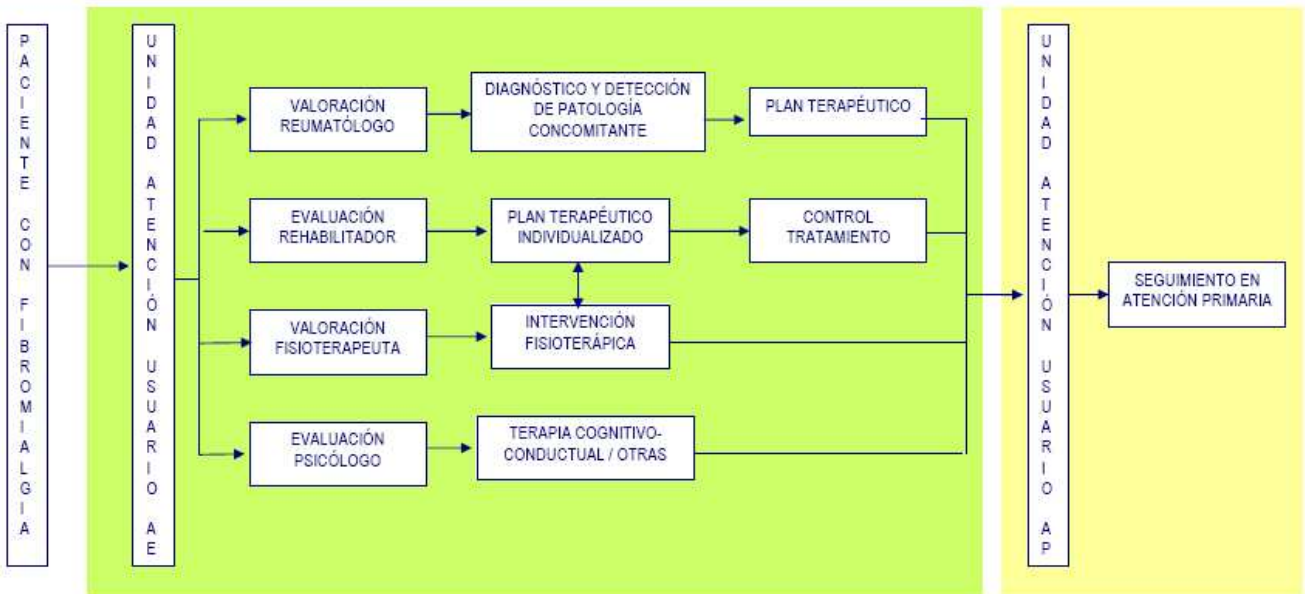 PACIENTE CON FIBROMIALGIA
UNIDAD ATENCIÓN USUARIO AE
VALORACIÓN
REUMATÓLOGO
DIAGNÓSTICO Y DETECCIÓN
DE PATOLOGÍA
CONCOMITANTE
PLAN TERAPÉUTICO
EVALUACIÓN
REHABILITADOR
PLAN TERAPÉUTICO
INDIVIDUALIZADO
CONTROL
TRATAMIENTO
VALORACIÓN
FISIOTERAPEUTA
INTERVENCIÓN
FISIOTERÁPICA
EVALUACIÓN
PSICÓLOGO
TERAPIA COGNITIVO-
CONDUCTUAL / OTRAS
UNIDAD ATENCIÓN USUARIO AP
SEGUIMIENTO EN
ATENCIÓN PRIMARIA